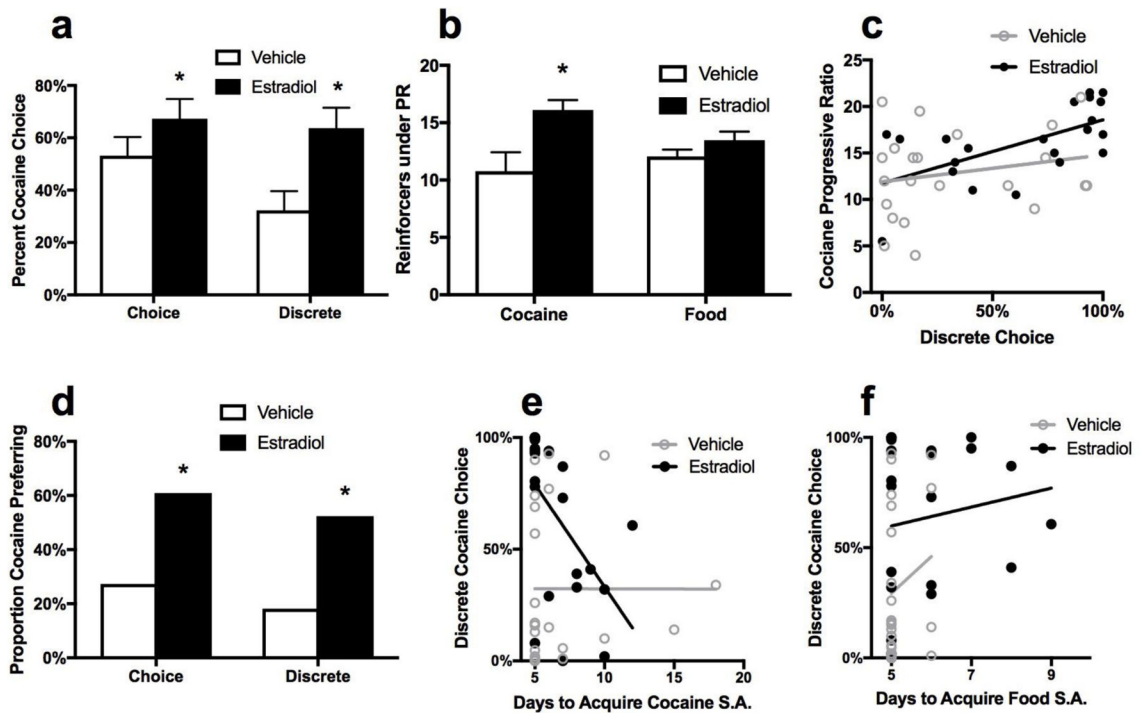 a
Vehicle
Estradiol
Percent Cocaine Choice
80%
60%
40%
20%
0%
*
*
Choice
Discrete
b
Vehicle
Estradiol
Reinforcers under PR
20
15
10
5
0
*
Cocaine
Food
c
Vehicle
Estradiol
Cociane Progressive Ratio
25
20
15
10
5
0
0%
50%
100%
Discrete Choice
d
Vehicle
Estradiol
Proportion Cocaine Preferring
80%
60%
40%
20%
0%
*
*
Choice
Discrete
e
Vehicle
Estradiol
Discrete Cocaine Choice
100%
50%
0%
5
10
15
20
Days to Acquire Cocaine S.A.
f
Vehicle
Estradiol
Discrete Cocaine Choice
100%
50%
0%
5
7
9
Days to Acquire Food S.A.